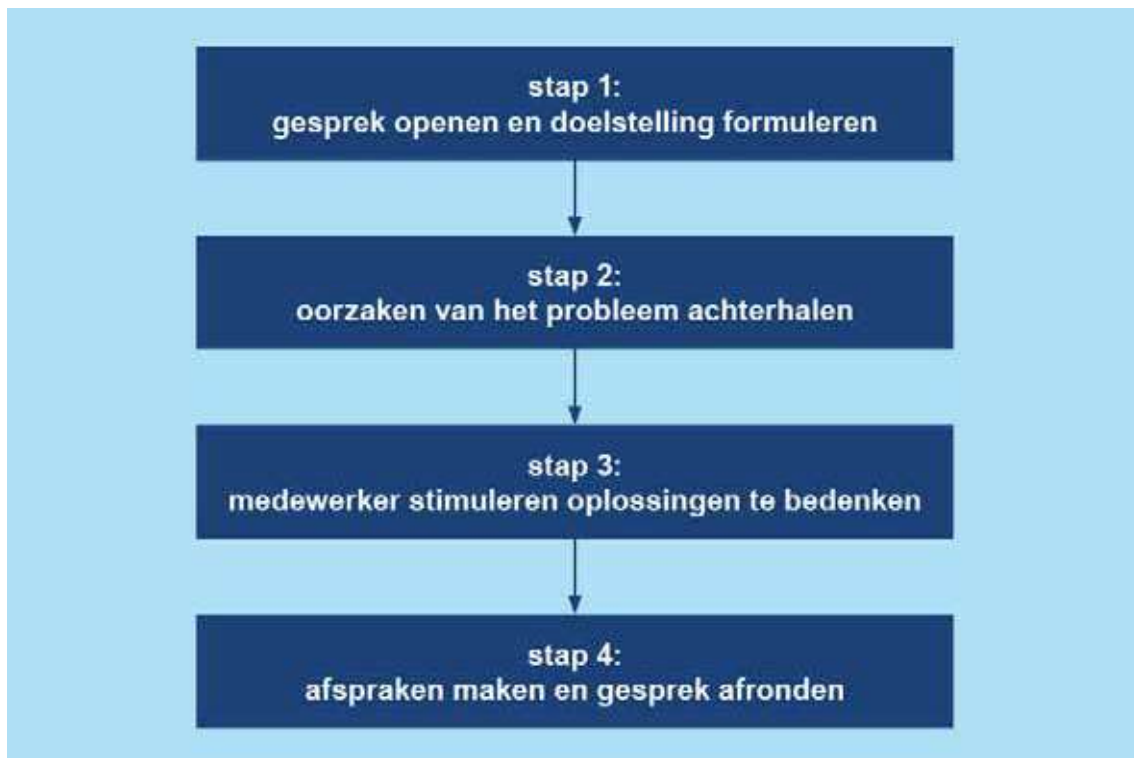 stap 1:
gesprek openen en doelstelling formuleren
stap 2:
oorzaken van het probleem achterhalen
stap 3:
medewerker stimuleren oplossingen te bedenken
stap 4:
afspraken maken en gesprek afronden